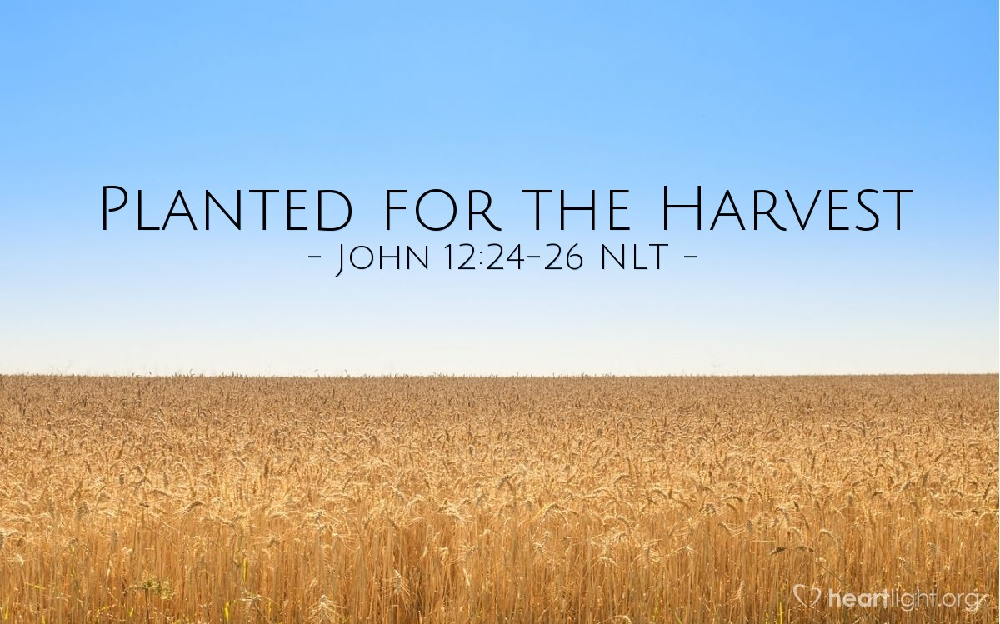 Planted for the Harvest
- John 12:24-26 NLT -
heartlight.org